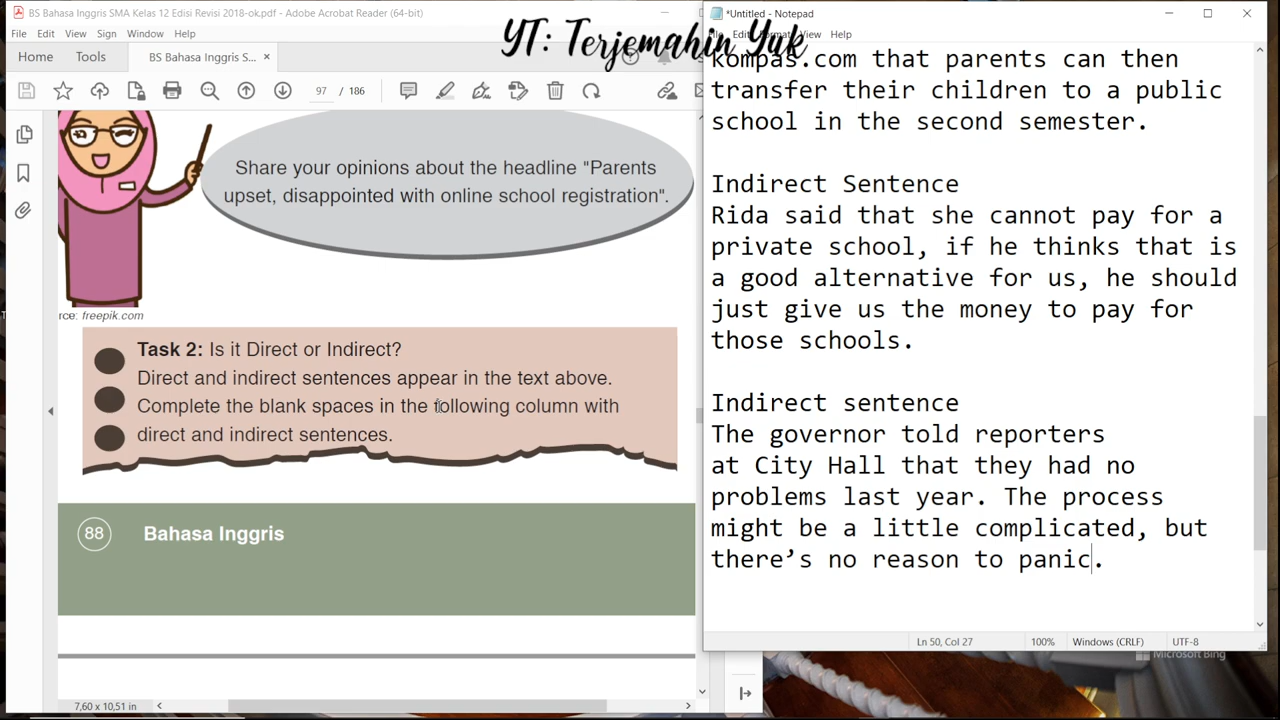 BS Bahasa Inggris SMA Kelas 12 Edisi Revisi 2018-ok.pdf - Adobe Acrobat Reader (64-bit)
File Edit View Sign Window Help
Home Tools BS Bahasa Inggris S... ×
97 / 186
YT: Terjemahin Yuk
Share your opinions about the headline "Parents
upset, disappointed with online school registration".
rce: freepik.com
Task 2: Is it Direct or Indirect?
Direct and indirect sentences appear in the text above.
Complete the blank spaces in the following column with
direct and indirect sentences.
88 Bahasa Inggris
7,60 x 10,51 in
*Untitled - Notepad
Edit View Help
kompas.com that parents can then
transfer their children to a public
school in the second semester.
Indirect Sentence
Rida said that she cannot pay for a
private school, if he thinks that is
a good alternative for us, he should
just give us the money to pay for
those schools.
Indirect sentence
The governor told reporters
at City Hall that they had no
problems last year. The process
might be a little complicated, but
there’s no reason to panic.
Ln 50, Col 27 100% Windows (CRLF) UTF-8
Microsoft Bing